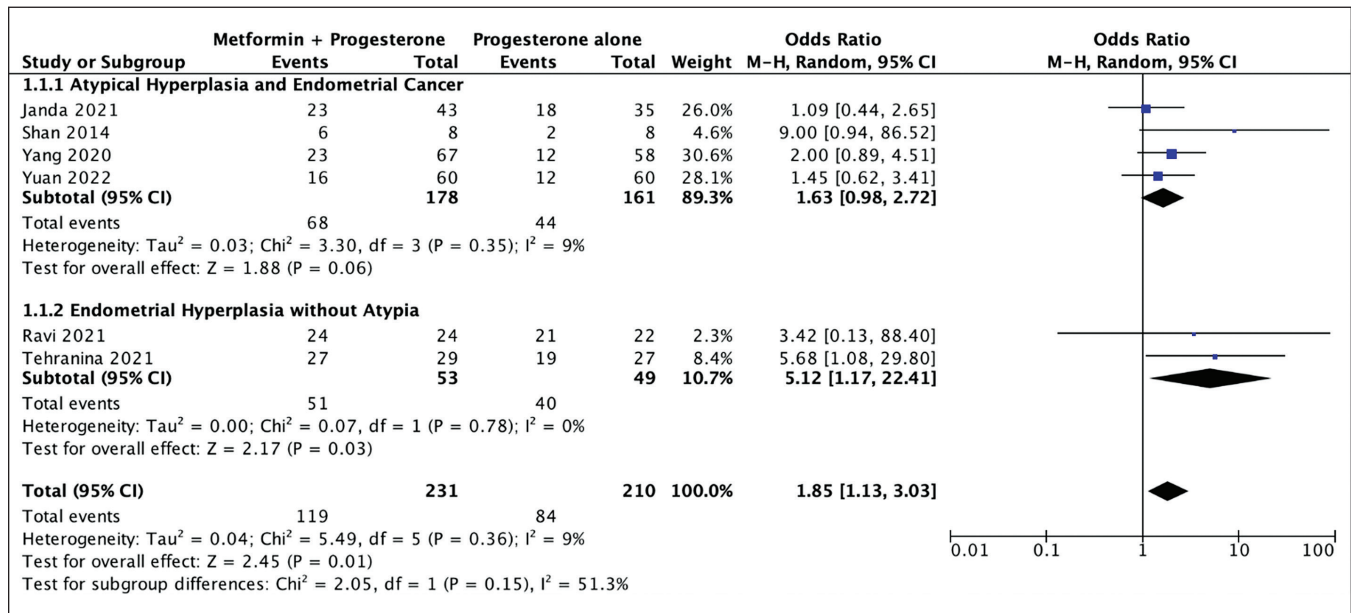 Metformin + Progesterone Progesterone alone Odds Ratio Odds Ratio
Study or Subgroup Events Total Events Total Weight M-H, Random, 95% CI M-H, Random, 95% CI
1.1.1 Atypical Hyperplasia and Endometrial Cancer
Janda 2021 23 43 18 35 26.0% 1.09 [0.44, 2.65]
Shan 2014 6 8 2 8 4.6% 9.00 [0.94, 86.52]
Yang 2020 23 67 12 58 30.6% 2.00 [0.89, 4.51]
Yuan 2022 16 60 12 60 28.1% 1.45 [0.62, 3.41]
Subtotal (95% CI) 178 161 89.3% 1.63 [0.98, 2.72]
Total events 68 44
Heterogeneity: Tau² = 0.03; Chi² = 3.30, df = 3 (P = 0.35); I² = 9%
Test for overall effect: Z = 1.88 (P = 0.06)
1.1.2 Endometrial Hyperplasia without Atypia
Ravi 2021 24 24 21 22 2.3% 3.42 [0.13, 88.40]
Tehranina 2021 27 29 19 27 8.4% 5.68 [1.08, 29.80]
Subtotal (95% CI) 53 49 10.7% 5.12 [1.17, 22.41]
Total events 51 40
Heterogeneity: Tau² = 0.00; Chi² = 0.07, df = 1 (P = 0.78); I² = 0%
Test for overall effect: Z = 2.17 (P = 0.03)
Total (95% CI) 231 210 100.0% 1.85 [1.13, 3.03]
Total events 119 84
Heterogeneity: Tau² = 0.04; Chi² = 5.49, df = 5 (P = 0.36); I² = 9%
Test for overall effect: Z = 2.45 (P = 0.01)
Test for subgroup differences: Chi² = 2.05, df = 1 (P = 0.15), I² = 51.3%
0.01 0.1 1 10 100